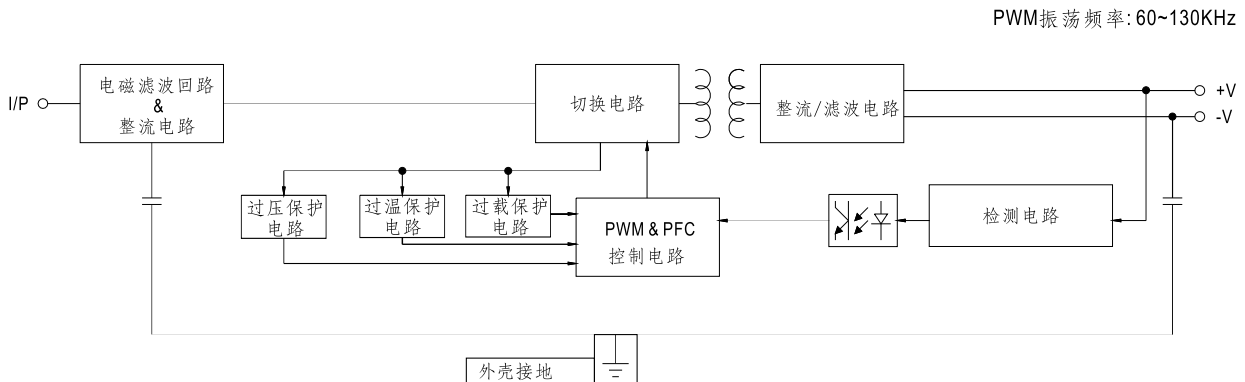 PWM振荡频率: 60~130KHz
I/P
电磁滤波回路
&
整流电路
切换电路
整流/滤波电路
+V
-V
过压保护
电路
过温保护
电路
过载保护
电路
PWM & PFC
控制电路
检测电路
外壳接地